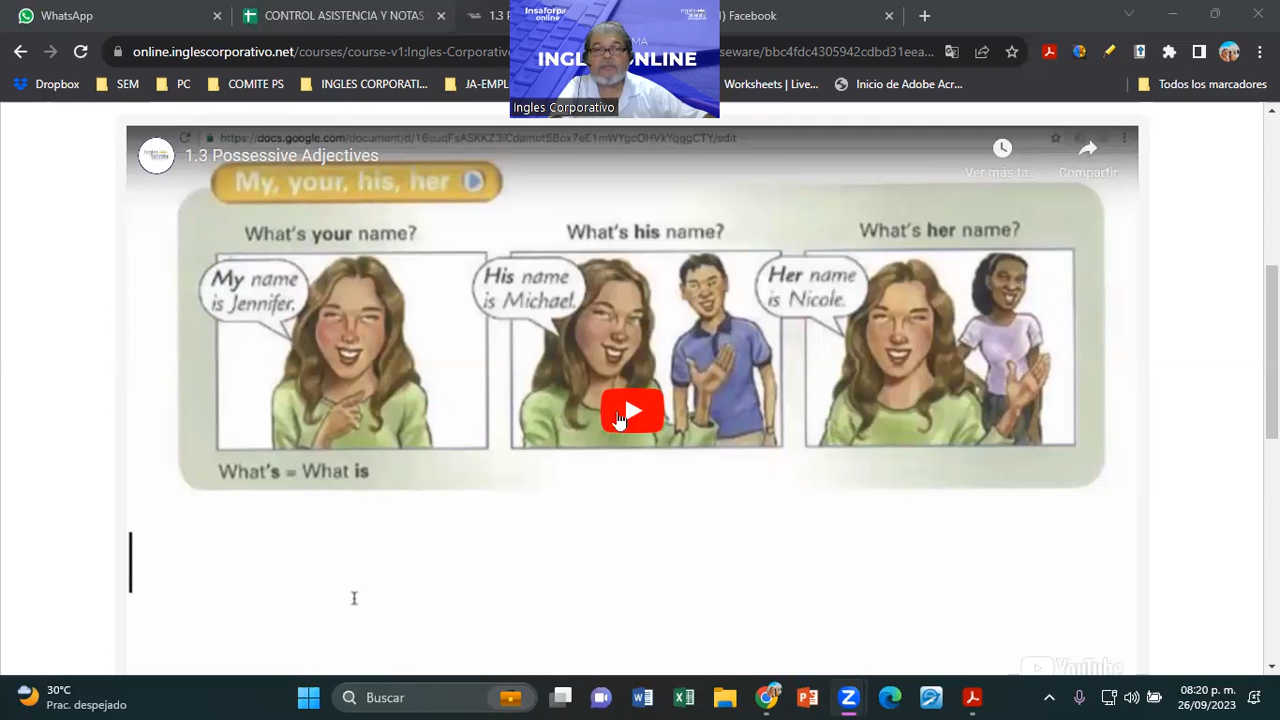 WhatsApp
CONTROL ASISTENCIA Y NOTAS
1.3 P
) Facebook
online.inglescorporativo.net/courses/course-v1:Ingles-Corporativo
seware/bbc4fdc4305942cdbd31eea...
Dropbox
SEM
PC
COMITE PS
INGLES CORPORATI...
JA-EMPL
Worksheets | Live...
Inicio de Adobe Acr...
Todos los marcadores
Insaforp
online
INGL
ONLINE
Ingles Corporativo
1.3 Possessive Adjectives
Ver más ta...
Compartir
My, your, his, her
What's your name?
What's his name?
What's her name?
My name
is Jennifer.
His name
is Michael.
Her name
is Nicole.
What's = What is
YouTube
30°C
Prac. despejado
Buscar
08:20 p. m.
26/09/2023